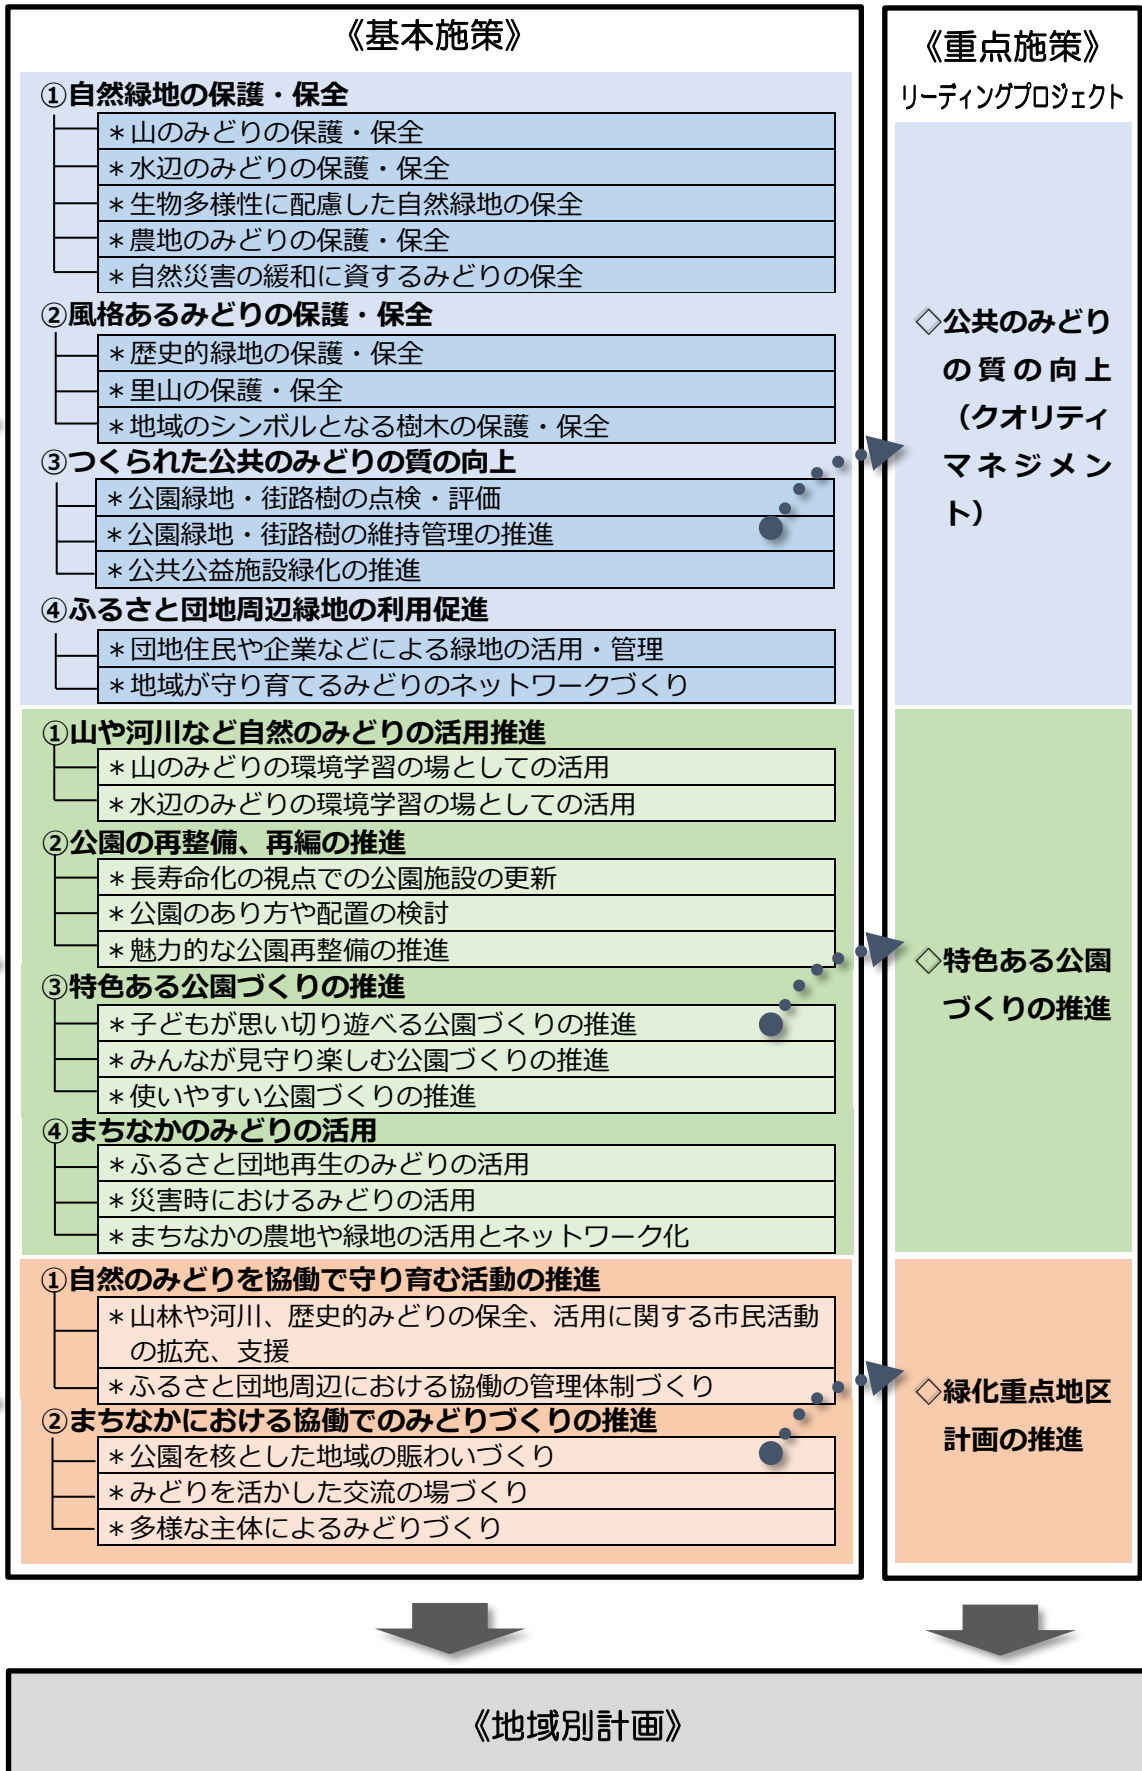 《基本施策》
①自然緑地の保護・保全
＊山のみどりの保護・保全
＊水辺のみどりの保護・保全
＊生物多様性に配慮した自然緑地の保全
＊農地のみどりの保護・保全
＊自然災害の緩和に資するみどりの保全
②風格あるみどりの保護・保全
＊歴史的緑地の保護・保全
＊里山の保護・保全
＊地域のシンボルとなる樹木の保護・保全
③つくられた公共のみどりの質の向上
＊公園緑地・街路樹の点検・評価
＊公園緑地・街路樹の維持管理の推進
＊公共公益施設緑化の推進
④ふるさと団地周辺緑地の利用促進
＊団地住民や企業などによる緑地の活用・管理
＊地域が守り育てるみどりのネットワークづくり
①山や河川など自然のみどりの活用推進
＊山のみどりの環境学習の場としての活用
＊水辺のみどりの環境学習の場としての活用
②公園の再整備、再編の推進
＊長寿命化の視点での公園施設の更新
＊公園のあり方や配置の検討
＊魅力的な公園再整備の推進
③特色ある公園づくりの推進
＊子どもが思い切り遊べる公園づくりの推進
＊みんなが見守り楽しむ公園づくりの推進
＊使いやすい公園づくりの推進
④まちなかのみどりの活用
＊ふるさと団地再生のみどりの活用
＊災害時におけるみどりの活用
＊まちなかの農地や緑地の活用とネットワーク化
①自然のみどりを協働で守り育む活動の推進
＊山林や河川、歴史的みどりの保全、活用に関する市民活動
の拡充、支援
＊ふるさと団地周辺における協働の管理体制づくり
②まちなかにおける協働でのみどりづくりの推進
＊公園を核とした地域の賑わいづくり
＊みどりを活かした交流の場づくり
＊多様な主体によるみどりづくり
《重点施策》
リーディングプロジェクト
◇公共のみどり
の質の向上
（クオリティ
マネジメン
ト）
◇特色ある公園
づくりの推進
◇緑化重点地区
計画の推進
《地域別計画》